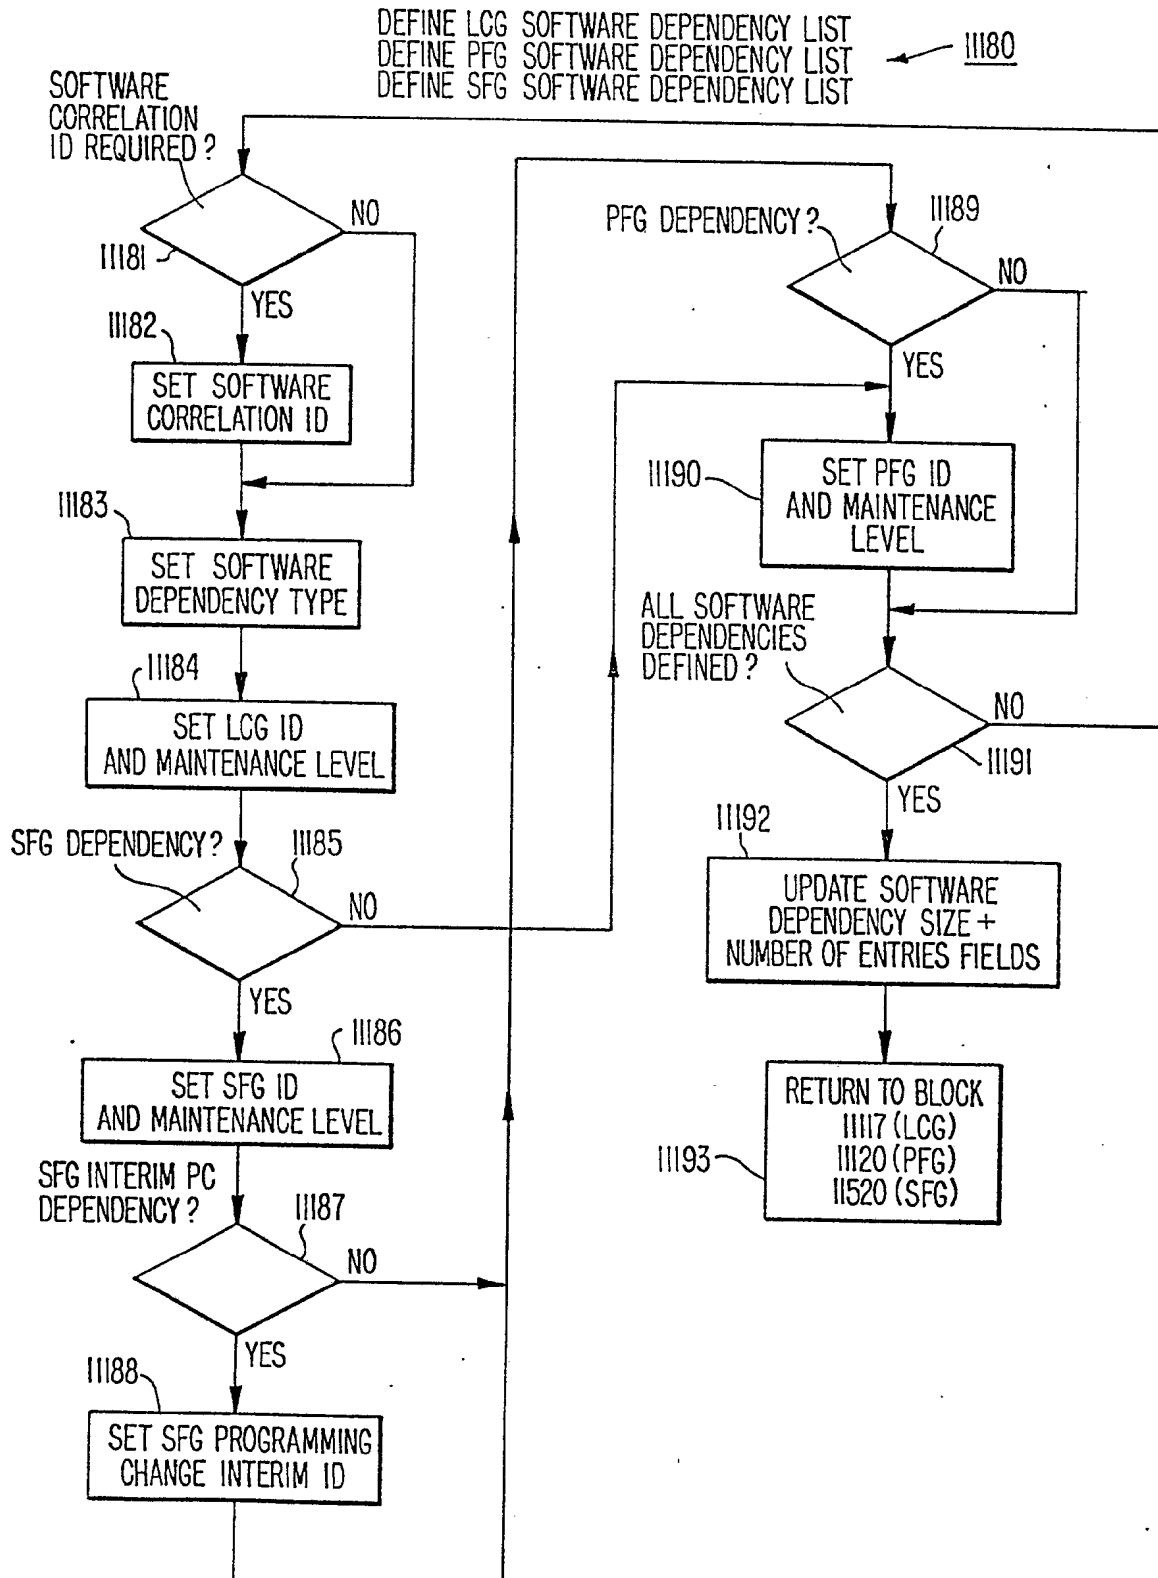 DEFINE LCG SOFTWARE DEPENDENCY LIST
DEFINE PFG SOFTWARE DEPENDENCY LIST
DEFINE SFG SOFTWARE DEPENDENCY LIST
11180
SOFTWARE
CORRELATION
ID REQUIRED?
NO
11181
YES
11182
SET SOFTWARE
CORRELATION ID
11183
SET SOFTWARE
DEPENDENCY TYPE
11184
SET LCG ID
AND MAINTENANCE LEVEL
SFG DEPENDENCY?
11185
NO
YES
11186
SET SFG ID
AND MAINTENANCE LEVEL
SFG INTERIM PC
DEPENDENCY?
11187
NO
YES
11188
SET SFG PROGRAMMING
CHANGE INTERIM ID
PFG DEPENDENCY?
11189
NO
YES
11190
SET PFG ID
AND MAINTENANCE
LEVEL
ALL SOFTWARE
DEPENDENCIES
DEFINED?
NO
11191
YES
11192
UPDATE SOFTWARE
DEPENDENCY SIZE +
NUMBER OF ENTRIES FIELDS
RETURN TO BLOCK
11117 (LCG)
11120 (PFG)
11520 (SFG)
11193